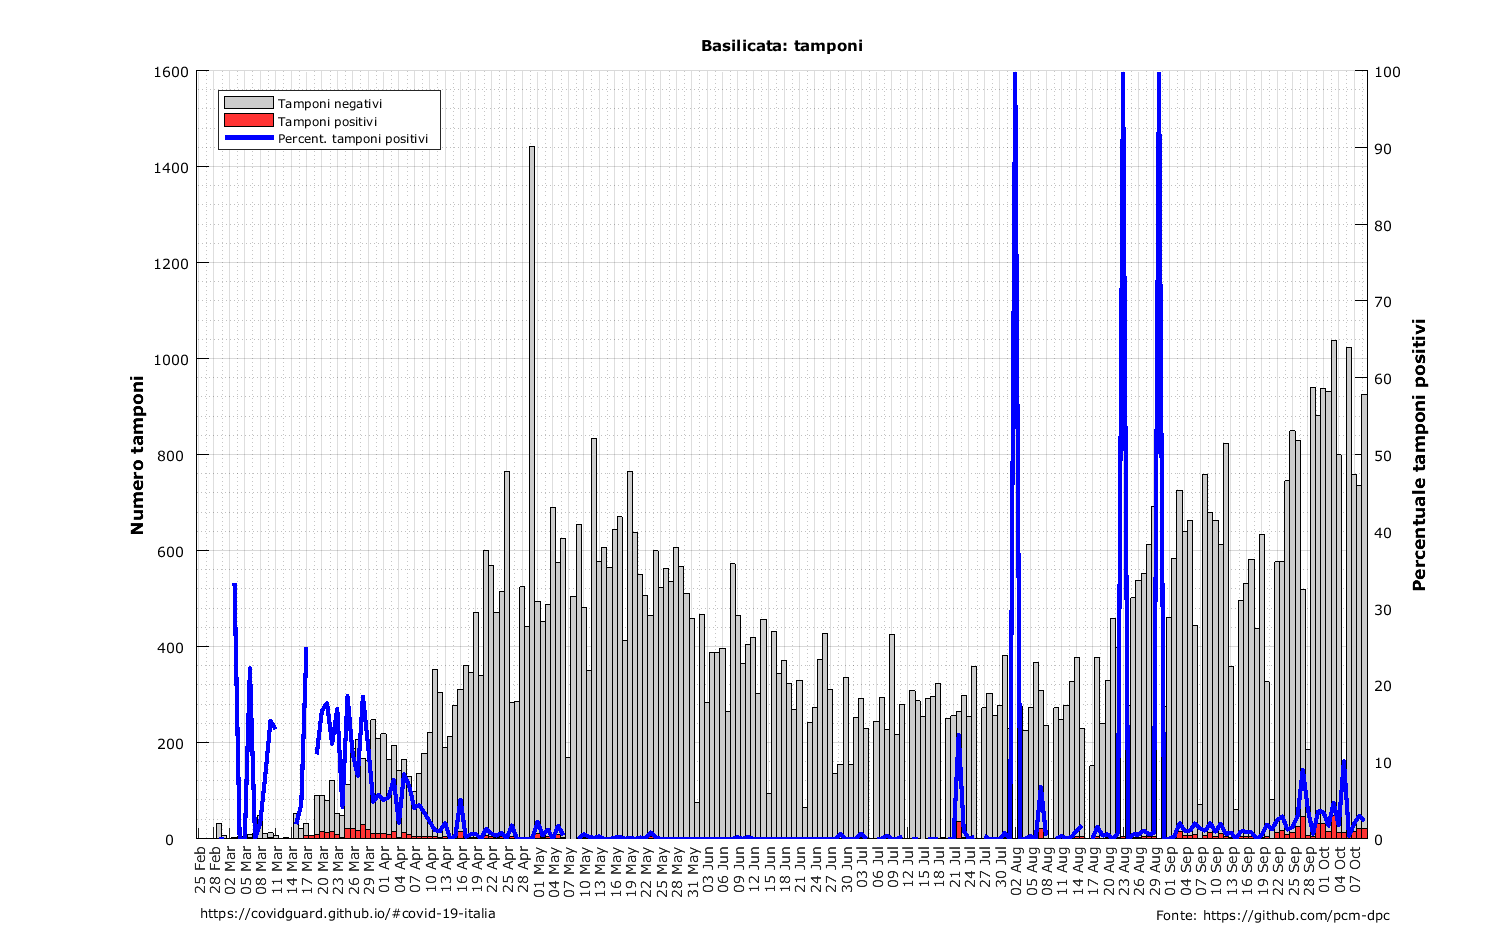 Basilicata: tamponi
Tamponi negativi
Tamponi positivi
Percent. tamponi positivi
Numero tamponi
1600
1400
1200
1000
800
600
400
200
0
Percentuale tamponi positivi
100
90
80
70
60
50
40
30
20
10
0
25 Feb
28 Feb
02 Mar
05 Mar
08 Mar
11 Mar
14 Mar
17 Mar
20 Mar
23 Mar
26 Mar
29 Mar
01 Apr
04 Apr
07 Apr
10 Apr
13 Apr
16 Apr
19 Apr
22 Apr
25 Apr
28 Apr
01 May
04 May
07 May
10 May
13 May
16 May
19 May
22 May
25 May
28 May
31 May
03 Jun
06 Jun
09 Jun
12 Jun
15 Jun
18 Jun
21 Jun
24 Jun
27 Jun
30 Jun
03 Jul
06 Jul
09 Jul
12 Jul
15 Jul
18 Jul
21 Jul
24 Jul
27 Jul
30 Jul
02 Aug
05 Aug
08 Aug
11 Aug
14 Aug
17 Aug
20 Aug
23 Aug
26 Aug
29 Aug
01 Sep
04 Sep
07 Sep
10 Sep
13 Sep
16 Sep
19 Sep
22 Sep
25 Sep
28 Sep
01 Oct
04 Oct
07 Oct
https://covidguard.github.io/#covid-19-italia
Fonte: https://github.com/pcm-dpc